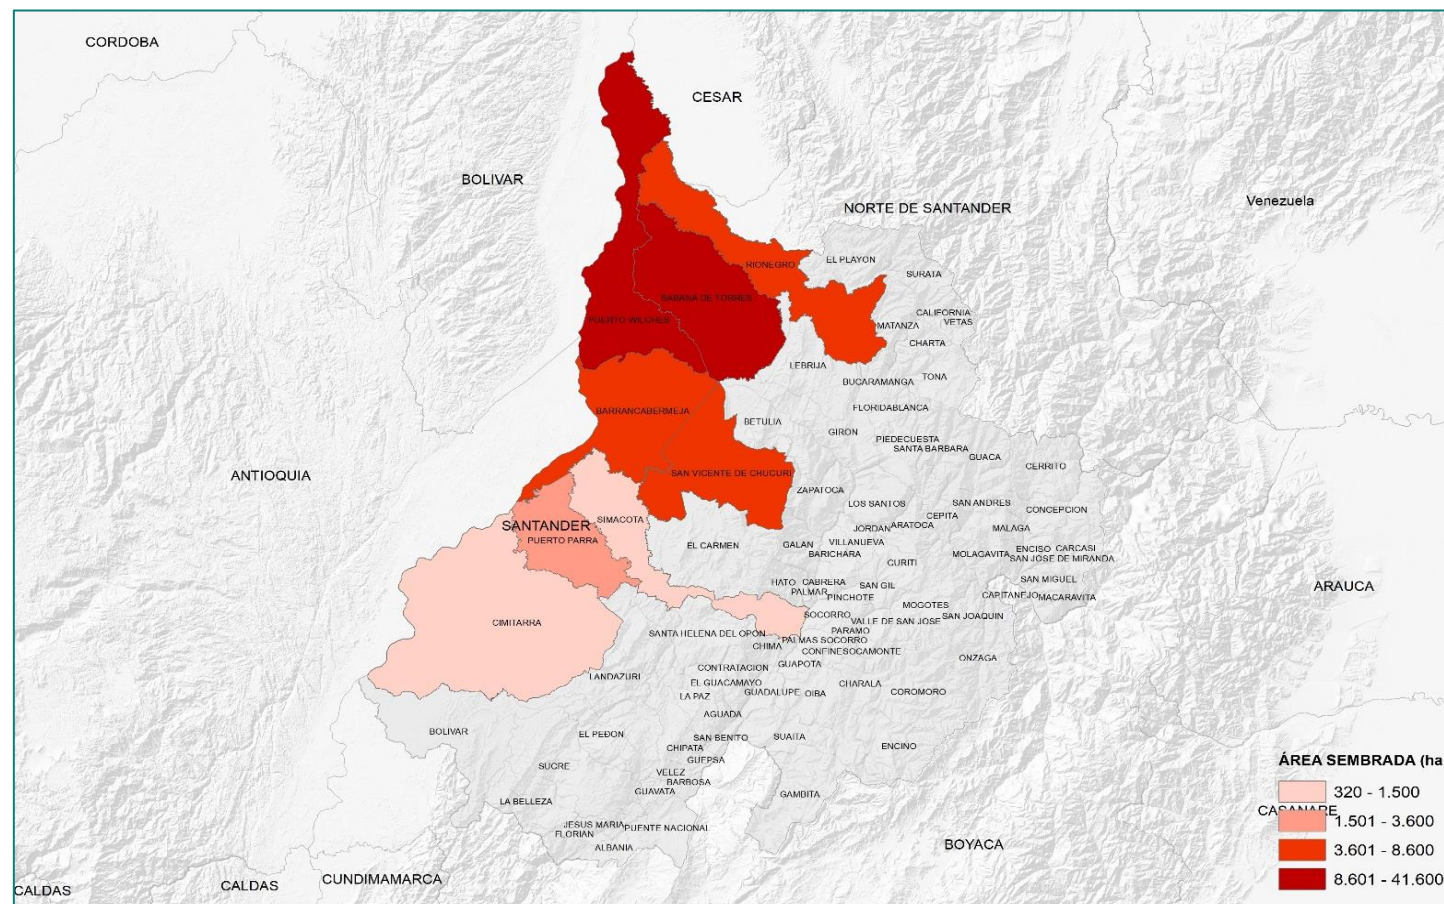 CORDOBA
CESAR
BOLIVAR
NORTE DE SANTANDER
Venezuela
EL PLAYON
RIONEGRO
SURATA
SABANA DE TORRES
PUERTO WILCHES
CALIFORNIA
VETAS
MATANZA
CHARTA
LEBRIJA
TONA
BUCARAMANGA
BARRANCABERMEJA
FLORIDABLANCA
BETULIA
GIRON
PIEDECUESTA
SANTA BARBARA
GUACA
CERRITO
ANTIOQUIA
SAN VICENTE DE CHUCURI
ZAPATOCA
LOS SANTOS
SAN ANDRES
CONCEPCION
CEPITA
SIMACOTA
SANTANDER
JORDAN
ARATOCA
MALAGA
PUERTO PARRA
EL CARMEN
GALAN
VILLANUEVA
BARICHARA
CURITI
MOLAGAVITA
ENCISO
CARCASI
SAN JOSE DE MIRANDA
HATO
CABRERA
SAN GIL
SAN MIGUEL
PALMAR
PINCHOTE
CAPITANEJO
MACARAVITA
ARAUCA
MOGOTES
SOCORRO
VALLE DE SAN JOSE
SAN JOAQUIN
CIMITARRA
SANTA HELENA DEL OPON
PARAMO
PALMAS SOCORRO
CHIMA
CONFINES
OCAMONTE
GUAPOTA
ONZAGA
CONTRATACION
LANDAZURI
EL GUACAMAYO
CHARALA
LA PAZ
GUADALUPE
OIBA
COROMORO
AGUADA
BOLIVAR
EL PEÐON
SAN BENITO
SUAITA
CHIPATA
ENCINO
GUEPSA
SUCRE
VELEZ
BARBOSA
GUAVATA
GAMBITA
LA BELLEZA
JESUS MARIA
PUENTE NACIONAL
FLORIAN
ALBANIA
BOYACA
CASANARE
CUNDIMAMARCA
CALDAS
CALDAS
ÁREA SEMBRADA (ha
320 - 1.500
1.501 - 3.600
3.601 - 8.600
8.601 - 41.600